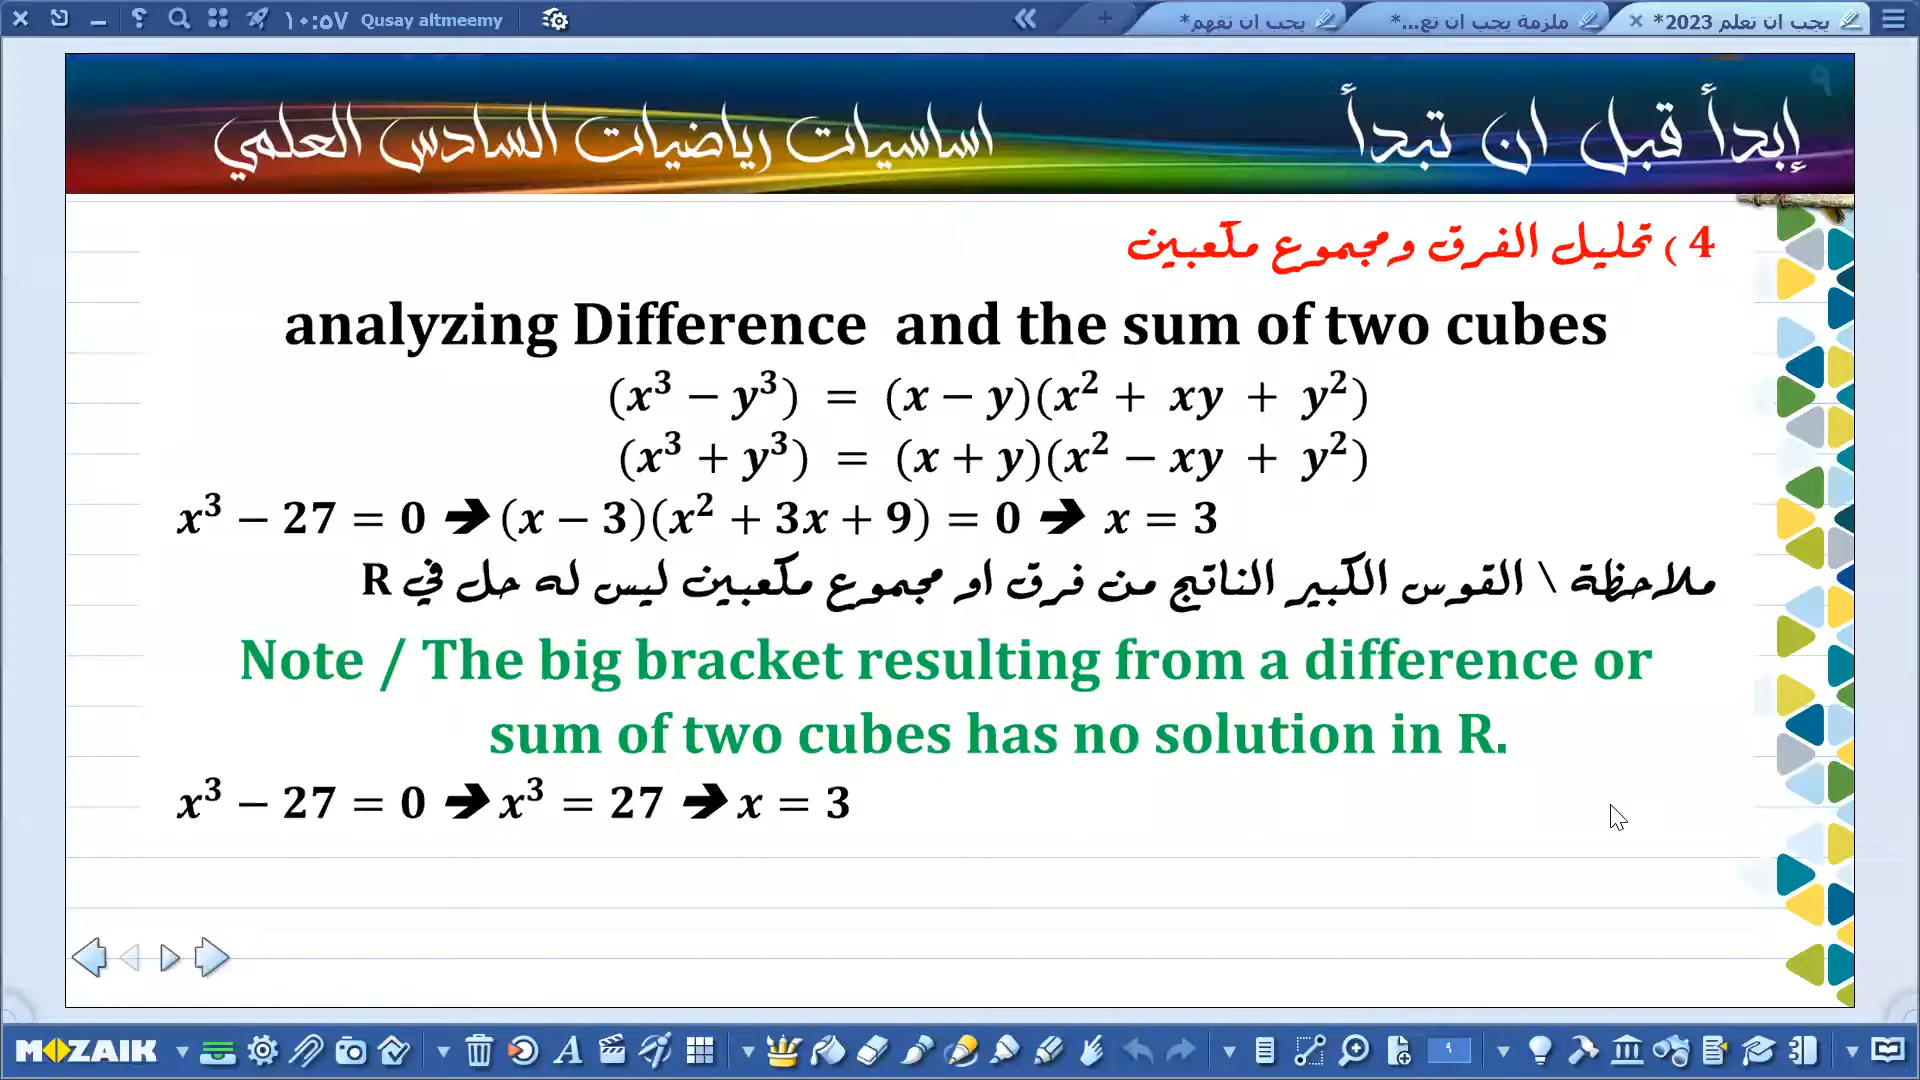 ١٠:٥٧ Qusay altmeemy
يجب ان تفهم*
ملزمة يجب ان تع...*
يجب ان تعلم 2023*
٩
إبدأ قبل ان تبدأ
اساسيات رياضيات السادس العلمي
4 ) تحليل الفرق ومجموع مكعبين
analyzing Difference and the sum of two cubes
(x³ − y³) = (x − y)(x² + xy + y²)
(x³ + y³) = (x + y)(x² − xy + y²)
x³ − 27 = 0 ➔ (x − 3)(x² + 3x + 9) = 0 ➔ x = 3
ملاحظة \ القوس الكبير الناتج من فرق او مجموع مكعبين ليس له حل في R
Note / The big bracket resulting from a difference or
sum of two cubes has no solution in R.
x³ − 27 = 0 ➔ x³ = 27 ➔ x = 3
MOZAIK
٩